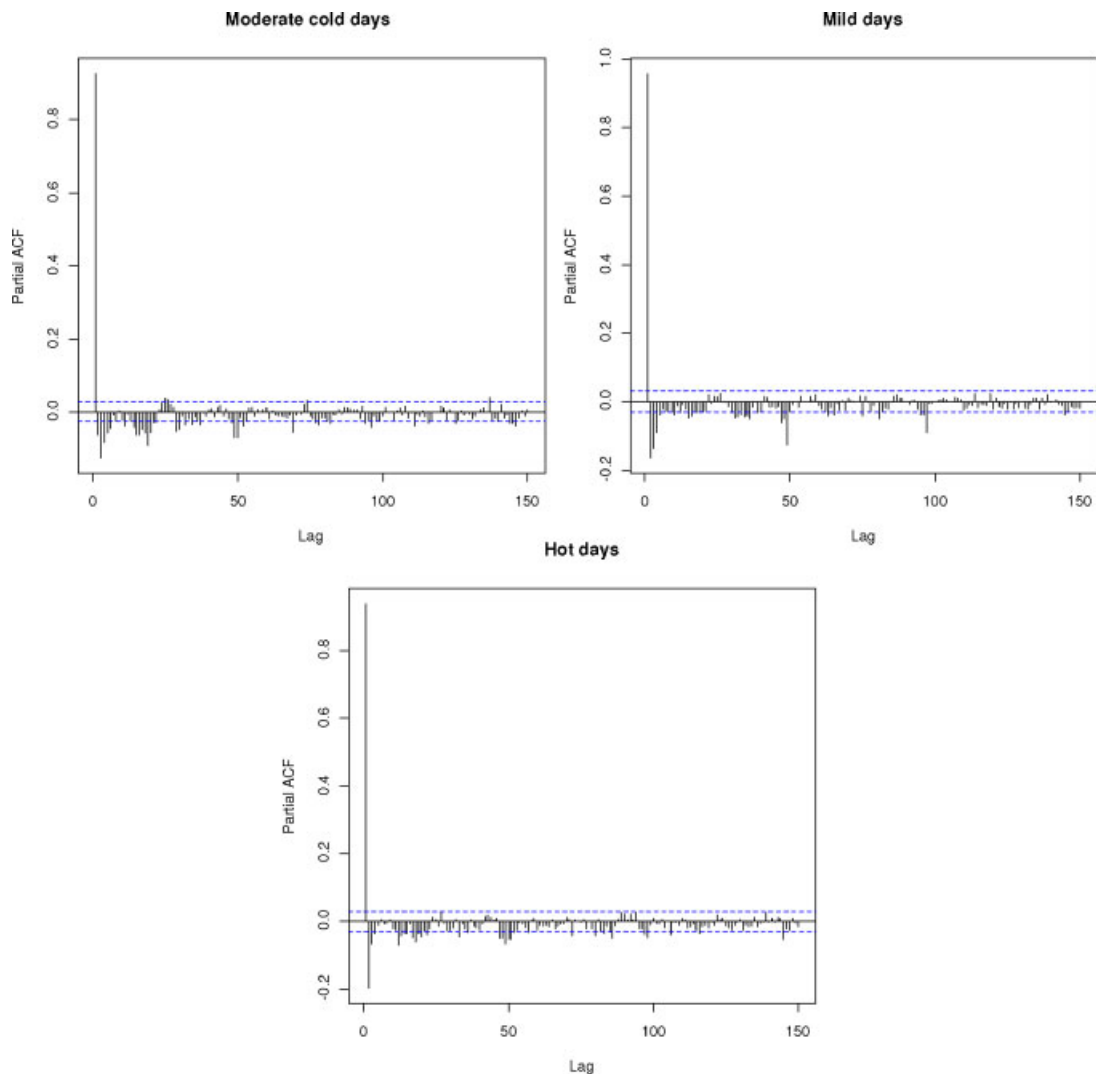 Moderate cold days
Partial ACF
0.0 0.2 0.4 0.6 0.8
0 50 100 150
Lag
Mild days
Partial ACF
-0.2 0.0 0.2 0.4 0.6 0.8 1.0
0 50 100 150
Lag
Hot days
Partial ACF
-0.2 0.0 0.2 0.4 0.6 0.8
0 50 100 150
Lag